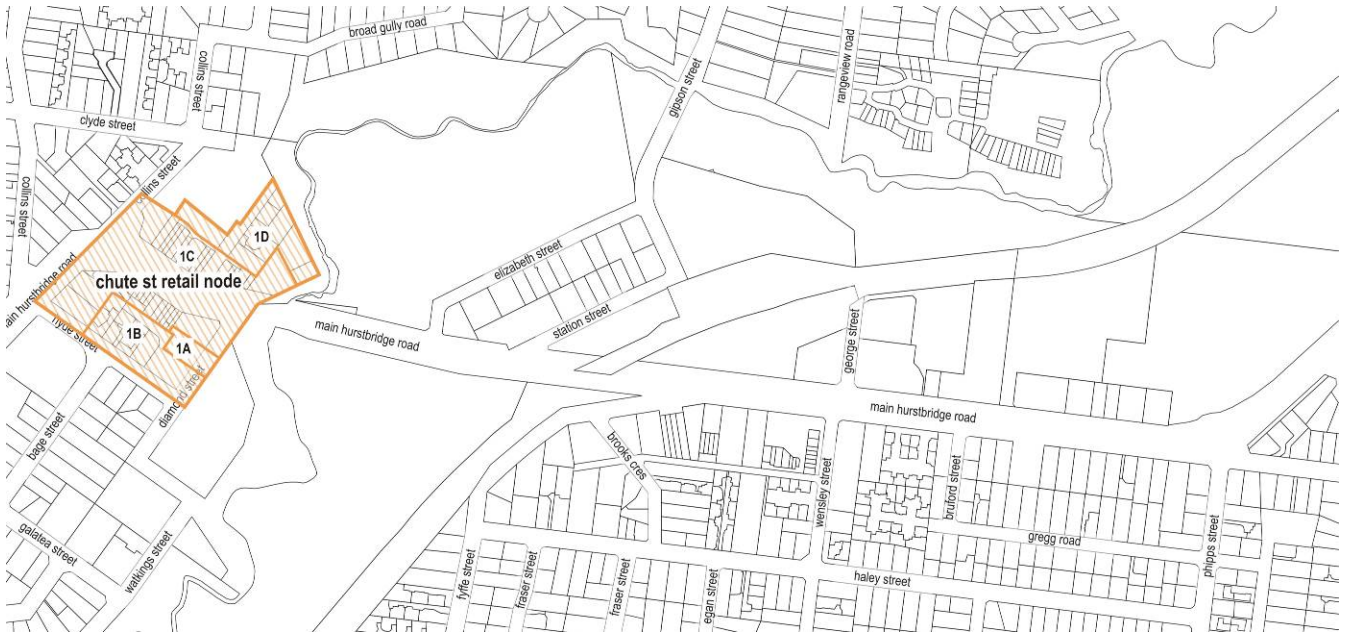 broad gully road
collins street
clyde street
gipson street
rangeview road
collins street
collins street
1D
1C
chute st retail node
elizabeth street
main hurstbridge road
hyde street
1B
1A
station street
main hurstbridge road
george street
diamond street
main hurstbridge road
bage street
brooks cres
wensley street
bruford street
galatea street
watkings street
gregg road
phipps street
haley street
fyffe street
fraser street
fraser street
egan street